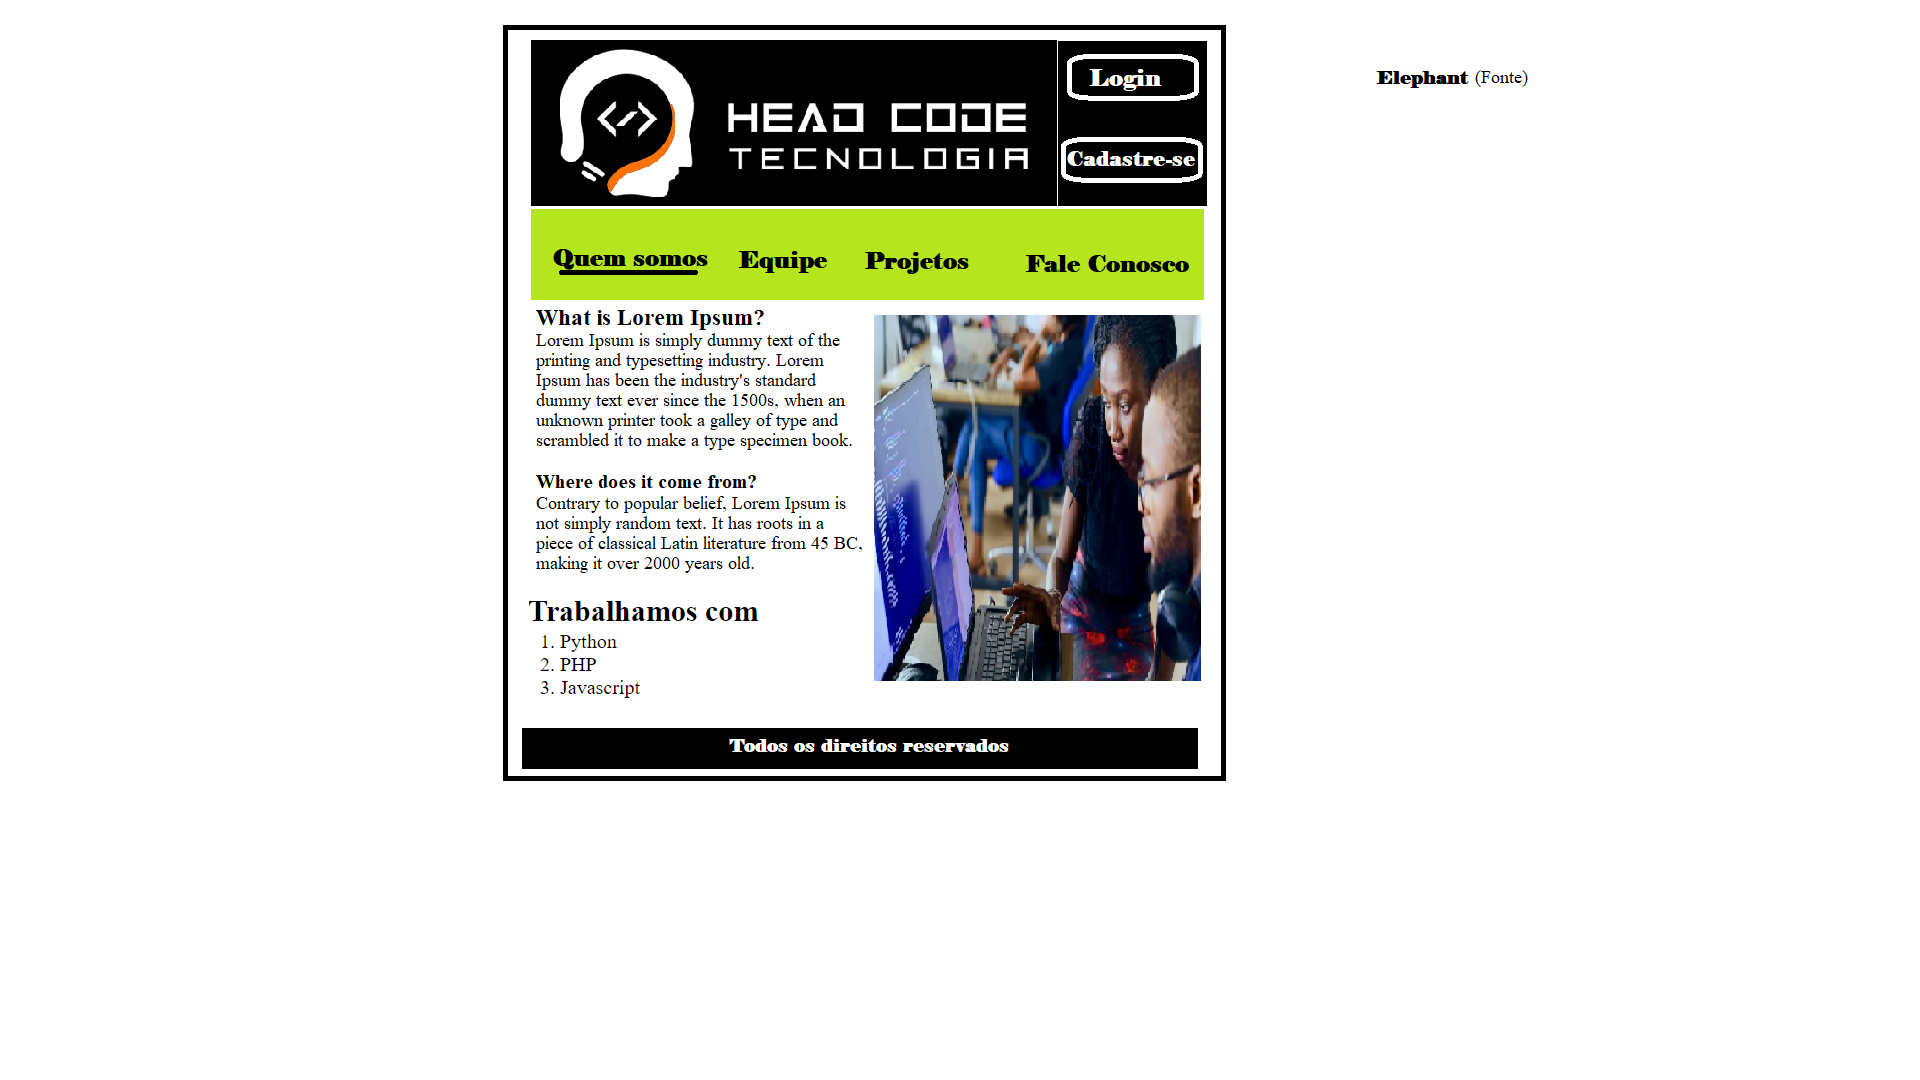 HEAD CODE
TECNOLOGIA
Login
Cadastre-se
Elephant (Fonte)
Quem somos Equipe Projetos Fale Conosco
What is Lorem Ipsum?
Lorem Ipsum is simply dummy text of the
printing and typesetting industry. Lorem
Ipsum has been the industry's standard
dummy text ever since the 1500s, when an
unknown printer took a galley of type and
scrambled it to make a type specimen book.
Where does it come from?
Contrary to popular belief, Lorem Ipsum is
not simply random text. It has roots in a
piece of classical Latin literature from 45 BC,
making it over 2000 years old.
Trabalhamos com
1. Python
2. PHP
3. Javascript
Todos os direitos reservados